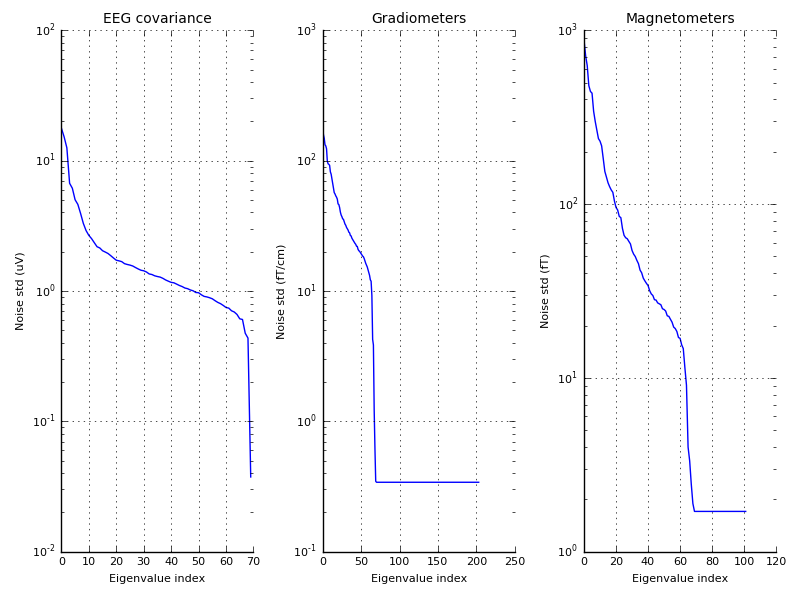 EEG covariance
Noise std (uV)
10^2
10^1
10^0
10^-1
10^-2
0 10 20 30 40 50 60 70
Eigenvalue index
Gradiometers
Noise std (fT/cm)
10^3
10^2
10^1
10^0
10^-1
0 50 100 150 200 250
Eigenvalue index
Magnetometers
Noise std (fT)
10^3
10^2
10^1
10^0
0 20 40 60 80 100 120
Eigenvalue index